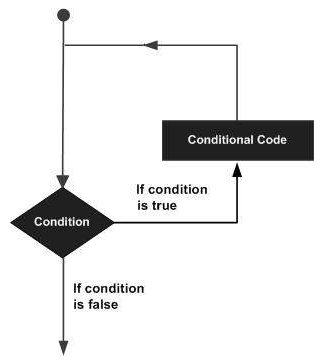 Conditional Code
If condition
is true
Condition
If condition
is false